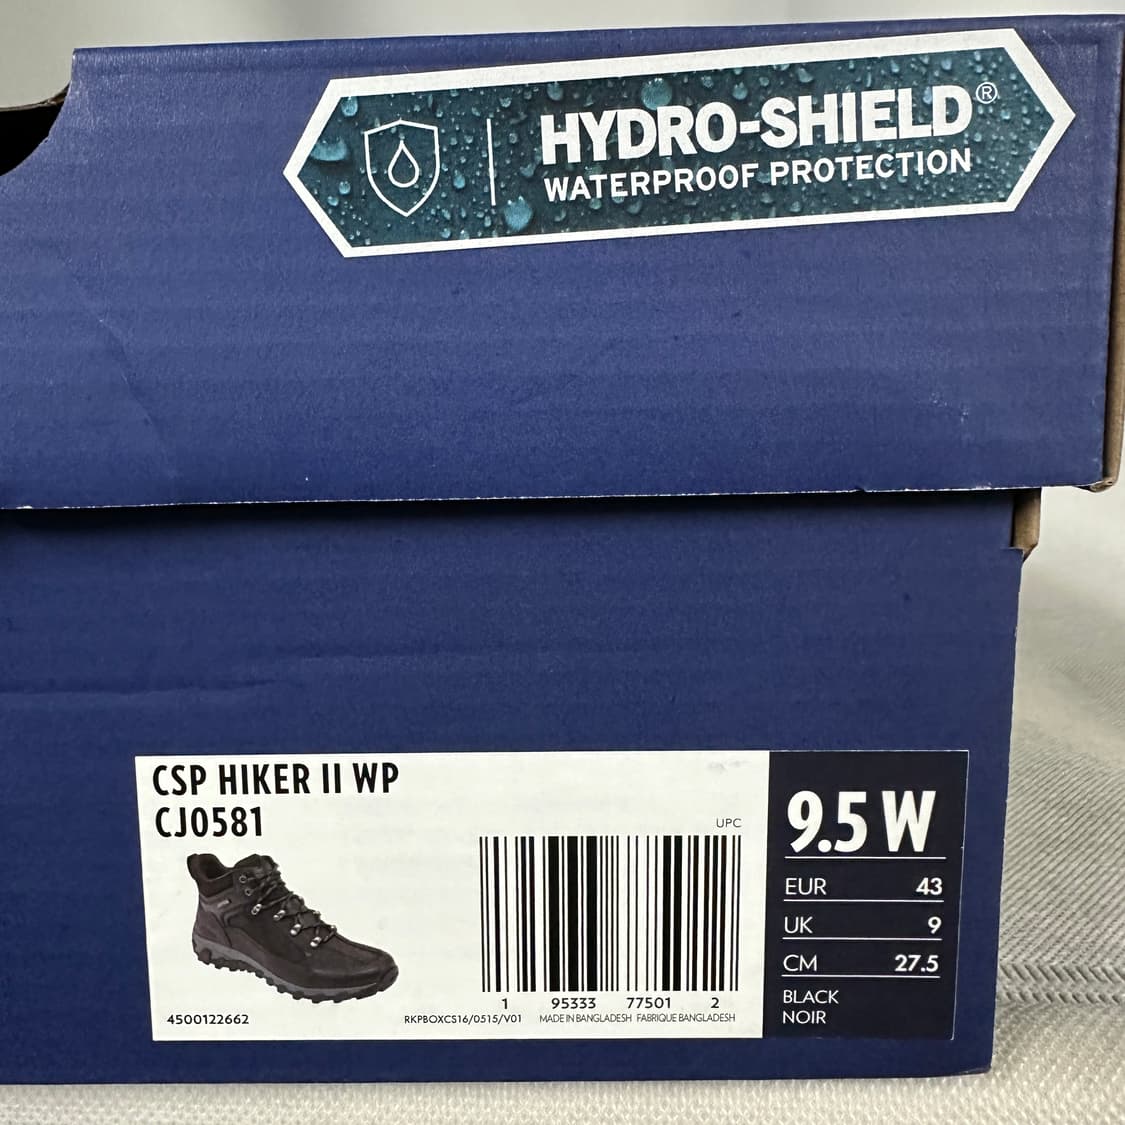 HYDRO-SHIELD®
WATERPROOF PROTECTION
CSP HIKER II WP
CJ0581
UPC
1 95333 77501 2
4500122662
RKPBOXCS16/0515/V01 MADE IN BANGLADESH FABRIQUE BANGLADESH
9.5 W
EUR 43
UK 9
CM 27.5
BLACK
NOIR